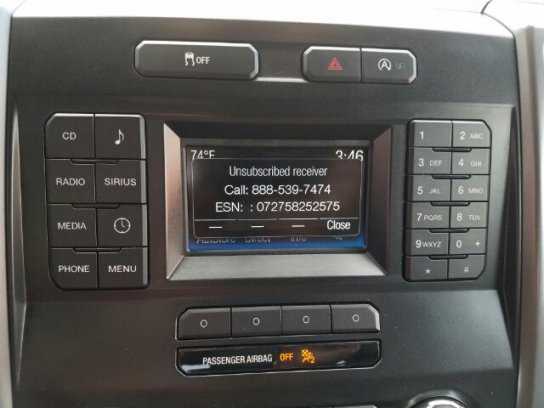 OFF
74°F 3:46
Unsubscribed receiver
Call: 888-539-7474
ESN: : 072758252575
— — — Close
CD
RADIO SIRIUS
MEDIA
PHONE MENU
1 2 ABC
3 DEF 4 GHI
5 JKL 6 MNO
7 PQRS 8 TUV
9 WXYZ 0 +
* #
PASSENGER AIRBAG OFF